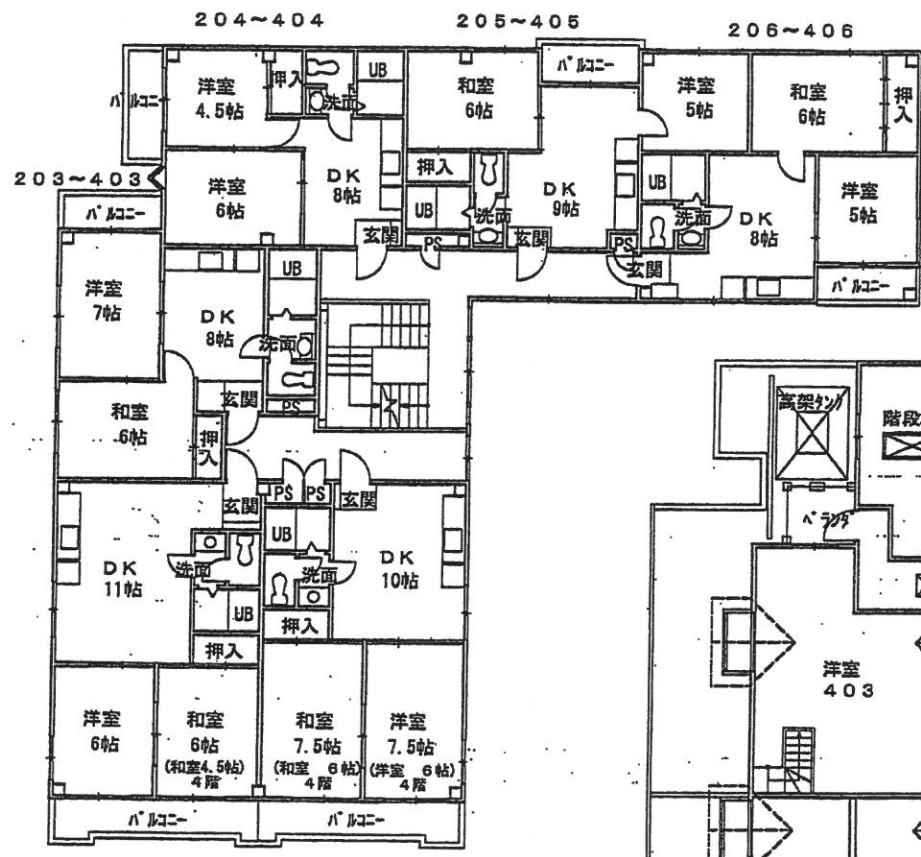 204~404
205~405
206~406
バルコニー
洋室
4.5帖
押入
UB
洗面
和室
6帖
バルコニー
洋室
5帖
和室
6帖
押入
203~403
洋室
6帖
DK
8帖
押入
UB
洗面
DK
9帖
UB
洗面
DK
8帖
洋室
5帖
バルコニー
玄関
PS
玄関
PS
玄関
バルコニー
洋室
7帖
DK
8帖
UB
洗面
玄関
PS
和室
6帖
押入
高架タンク
階段
ベランダ
玄関
PS
PS
玄関
DK
11帖
洗面
UB
押入
UB
洗面
押入
DK
10帖
洋室
403
洋室
6帖
和室
6帖
(和室4.5帖)
4階
和室
7.5帖
(和室 6帖)
4階
洋室
7.5帖
(洋室 6帖)
4階
バルコニー
バルコニー